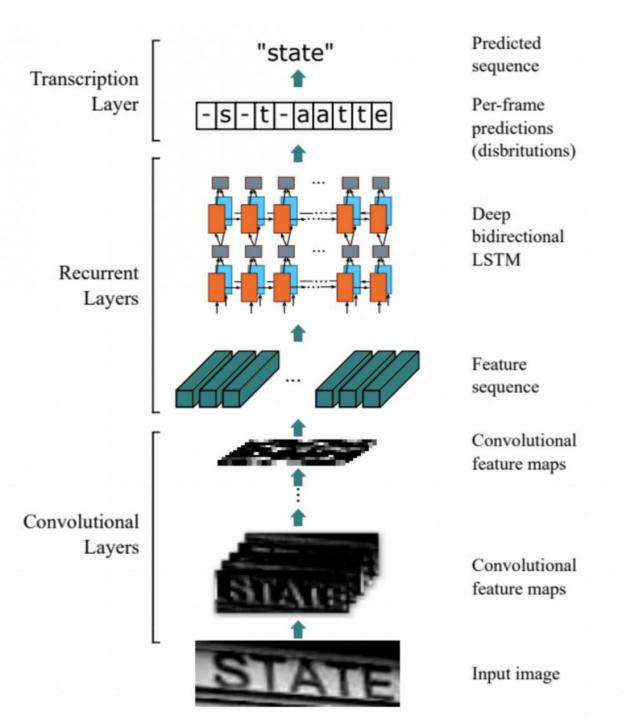 "state"
Predicted
sequence
Transcription
Layer
-s-t-aatte
Per-frame
predictions
(disbritutions)
...
Deep
bidirectional
LSTM
...
Recurrent
Layers
...
Feature
sequence
Convolutional
feature maps
Convolutional
Layers
STATE
Convolutional
feature maps
STATE
Input image